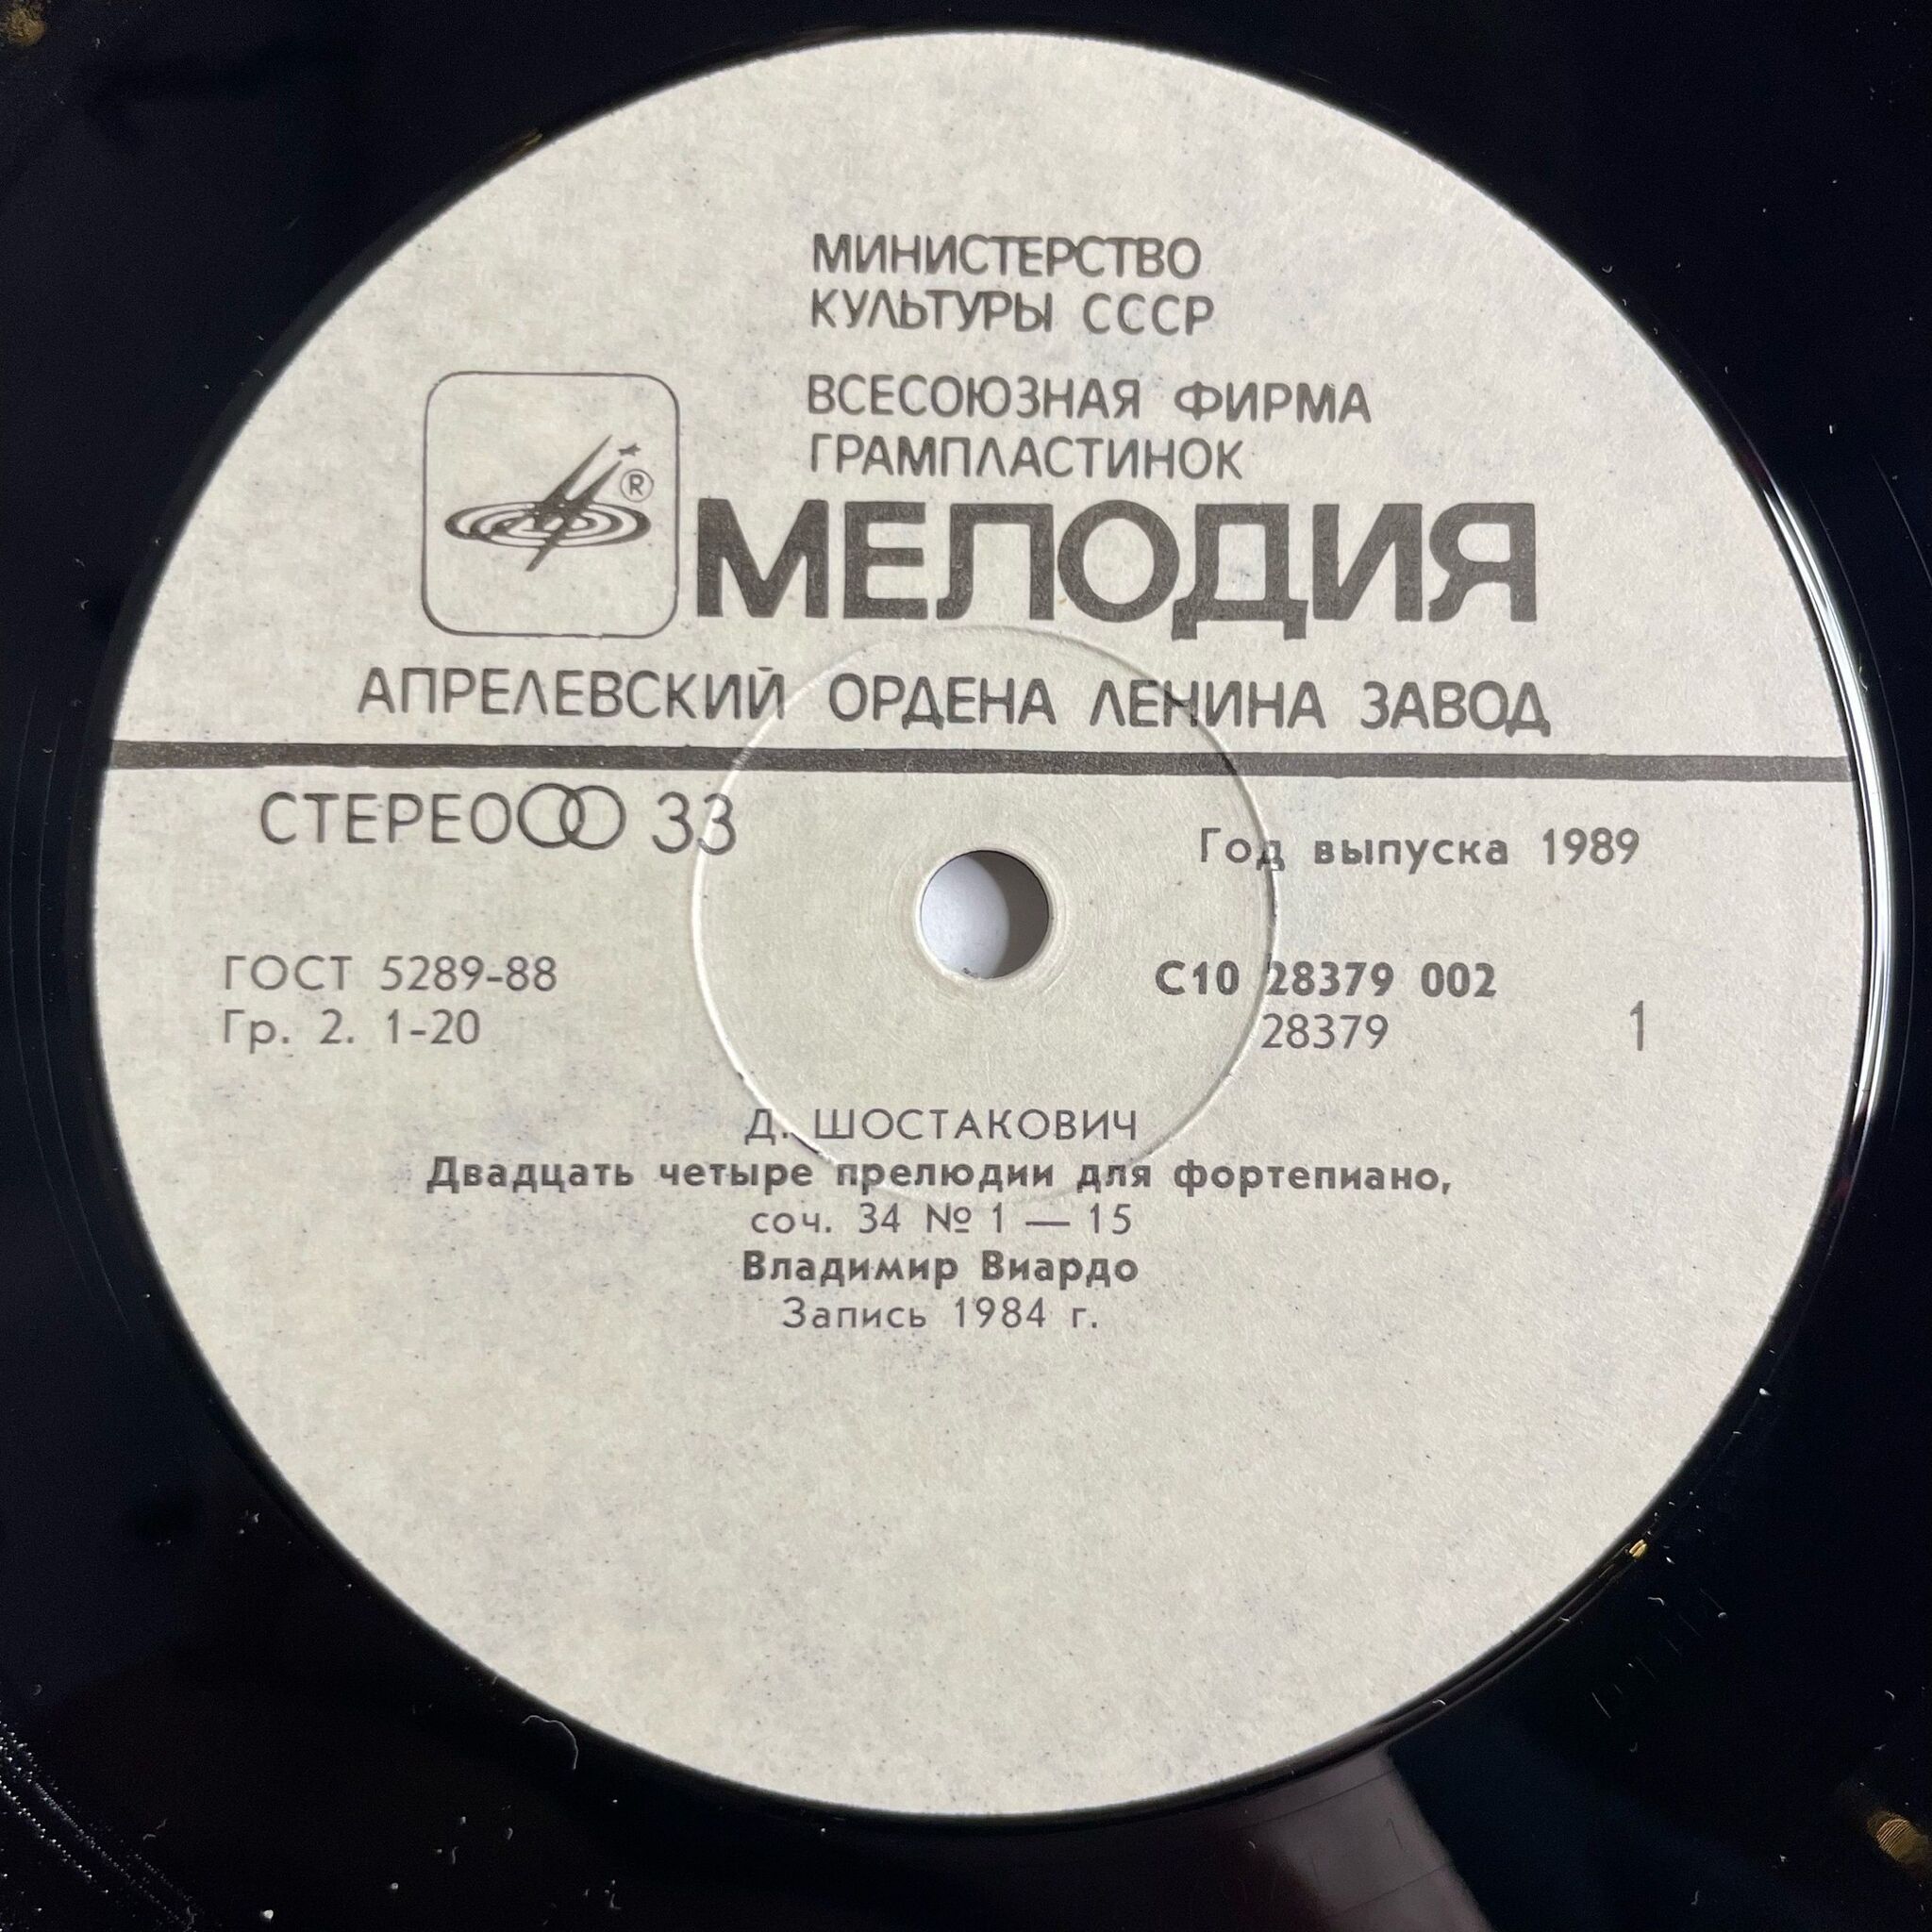 МИНИСТЕРСТВО
КУЛЬТУРЫ СССР
ВСЕСОЮЗНАЯ ФИРМА
ГРАМПЛАСТИНОК
®
МЕЛОДИЯ
АПРЕЛЕВСКИЙ ОРДЕНА ЛЕНИНА ЗАВОД
СТЕРЕО 33
Год выпуска 1989
ГОСТ 5289-88
Гр. 2. 1-20
С10 28379 002
28379
1
Д. ШОСТАКОВИЧ
Двадцать четыре прелюдии для фортепиано,
соч. 34 № 1 — 15
Владимир Виардо
Запись 1984 г.